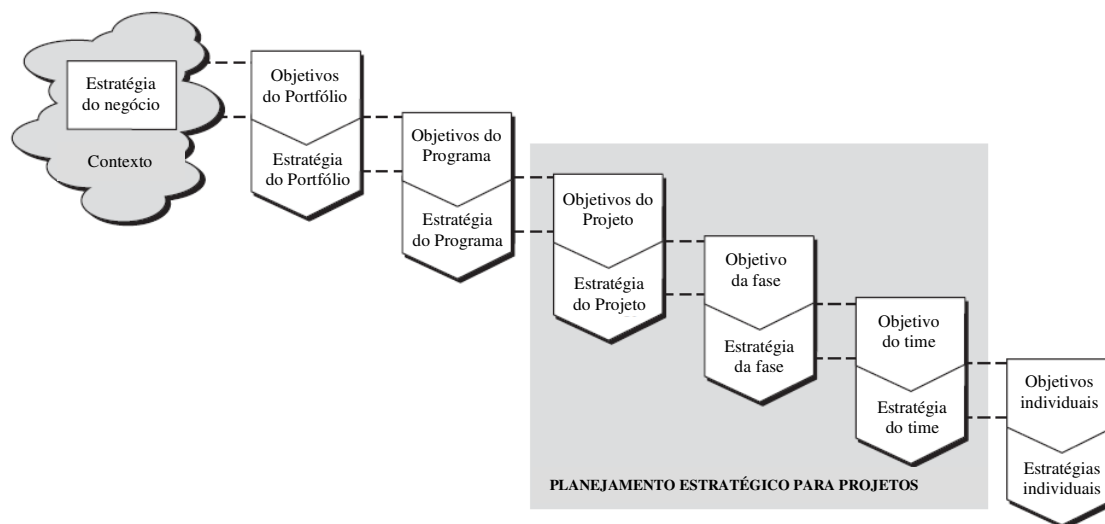 Estratégia
do negócio
Contexto
Objetivos
do Portfólio
Estratégia
do Portfólio
Objetivos do
Programa
Estratégia
do Programa
Objetivos do
Projeto
Estratégia
do Projeto
Objetivo
da fase
Estratégia
da fase
Objetivo
do time
Estratégia
do time
Objetivos
individuais
Estratégias
individuais
PLANEJAMENTO ESTRATÉGICO PARA PROJETOS